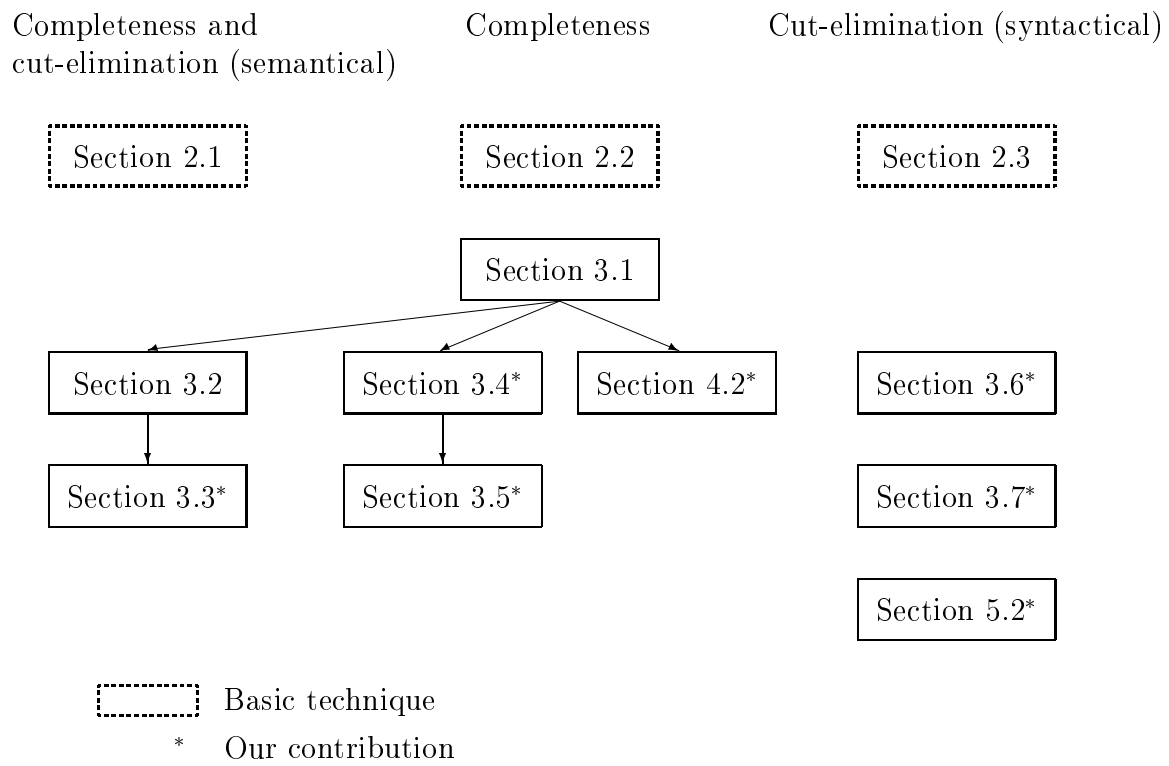 Completeness and
cut-elimination (semantical)
Completeness
Cut-elimination (syntactical)
Section 2.1
Section 2.2
Section 2.3
Section 3.1
Section 3.2
Section 3.4*
Section 4.2*
Section 3.6*
Section 3.3*
Section 3.5*
Section 3.7*
Section 5.2*
Basic technique
* Our contribution